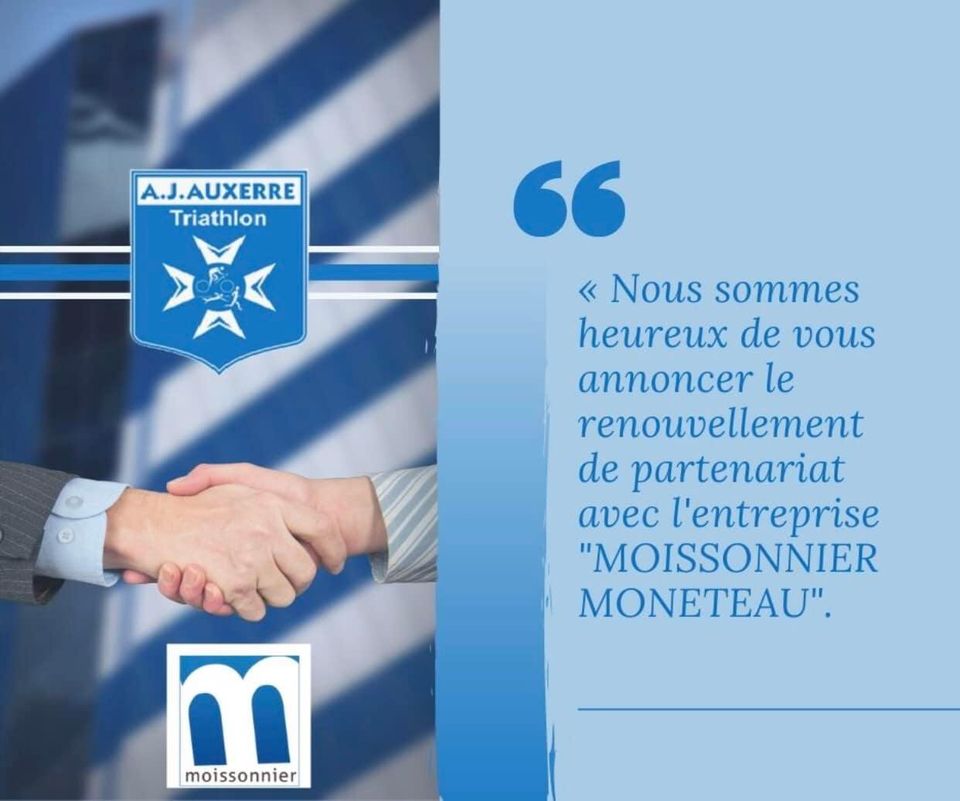 A.J.AUXERRE
Triathlon
moissonnier
« Nous sommes
heureux de vous
annoncer le
renouvellement
de partenariat
avec l'entreprise
"MOISSONNIER
MONETEAU".